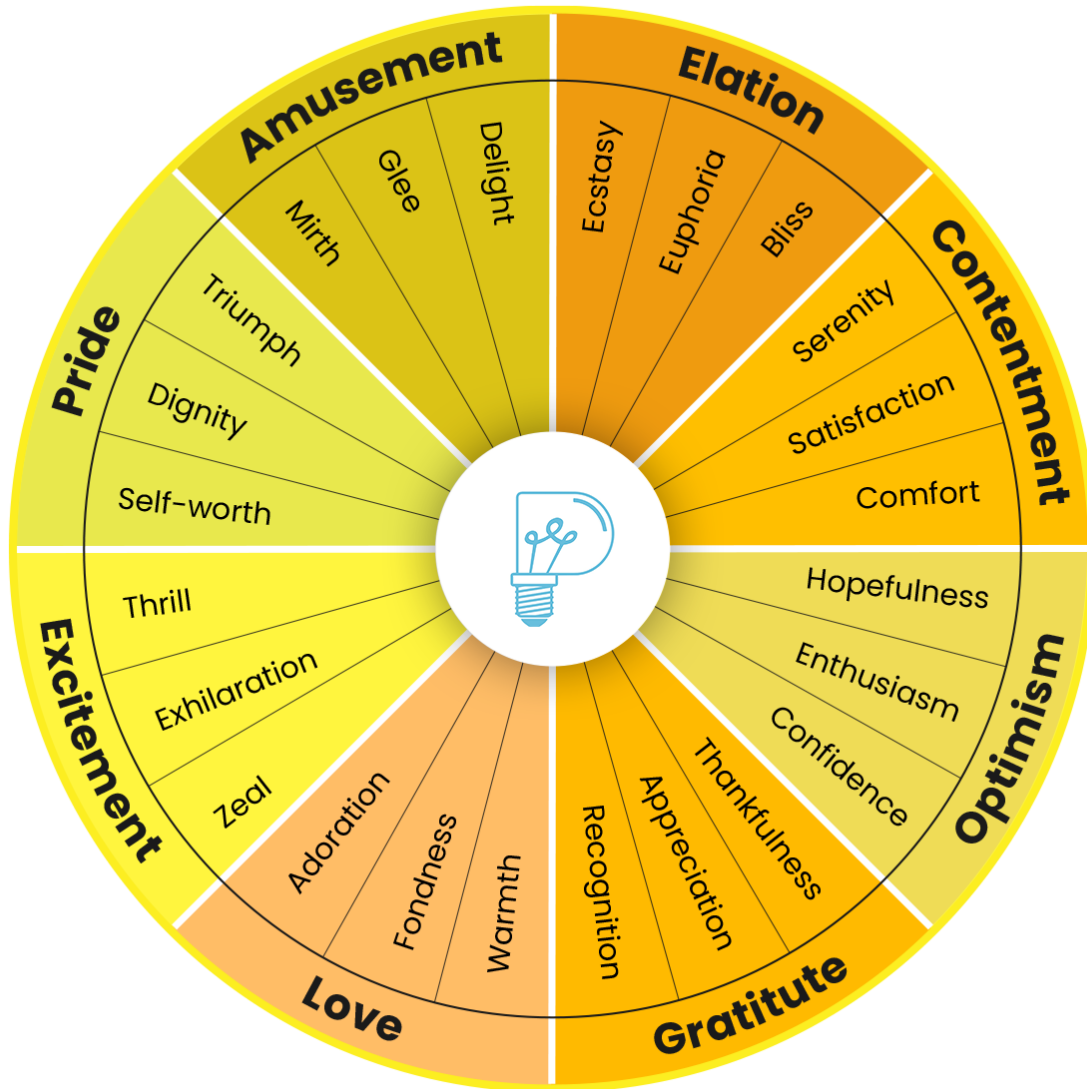 Elation
Ecstasy
Euphoria
Bliss
Contentment
Serenity
Satisfaction
Comfort
Optimism
Hopefulness
Enthusiasm
Confidence
Gratitute
Thankfulness
Appreciation
Recognition
Love
Warmth
Fondness
Adoration
Excitement
Zeal
Exhilaration
Thrill
Pride
Self-worth
Dignity
Triumph
Amusement
Mirth
Glee
Delight